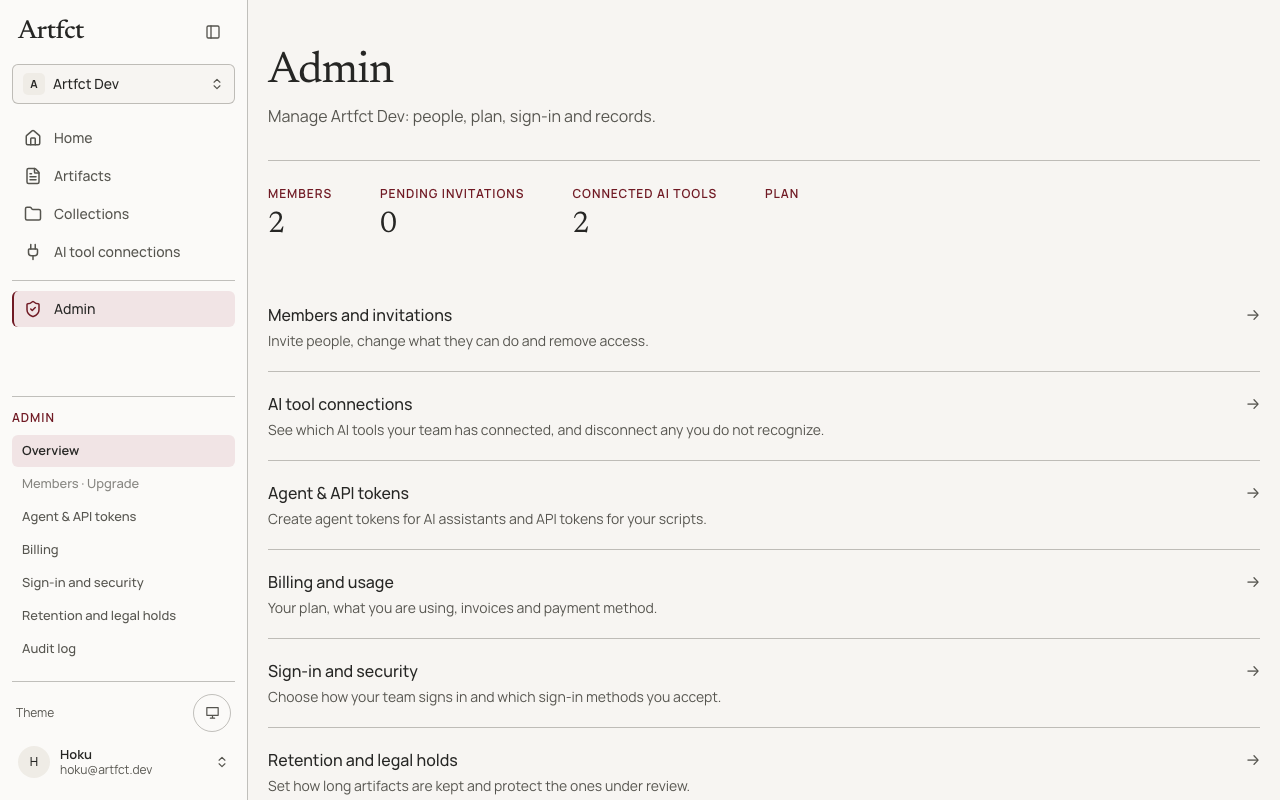 Artfct
A Artfct Dev
Home
Artifacts
Collections
AI tool connections
Admin
ADMIN
Overview
Members · Upgrade
Agent & API tokens
Billing
Sign-in and security
Retention and legal holds
Audit log
Theme
H
Hoku
hoku@artfct.dev
Admin
Manage Artfct Dev: people, plan, sign-in and records.
MEMBERS
2
PENDING INVITATIONS
0
CONNECTED AI TOOLS
2
PLAN
Members and invitations
Invite people, change what they can do and remove access.
AI tool connections
See which AI tools your team has connected, and disconnect any you do not recognize.
Agent & API tokens
Create agent tokens for AI assistants and API tokens for your scripts.
Billing and usage
Your plan, what you are using, invoices and payment method.
Sign-in and security
Choose how your team signs in and which sign-in methods you accept.
Retention and legal holds
Set how long artifacts are kept and protect the ones under review.